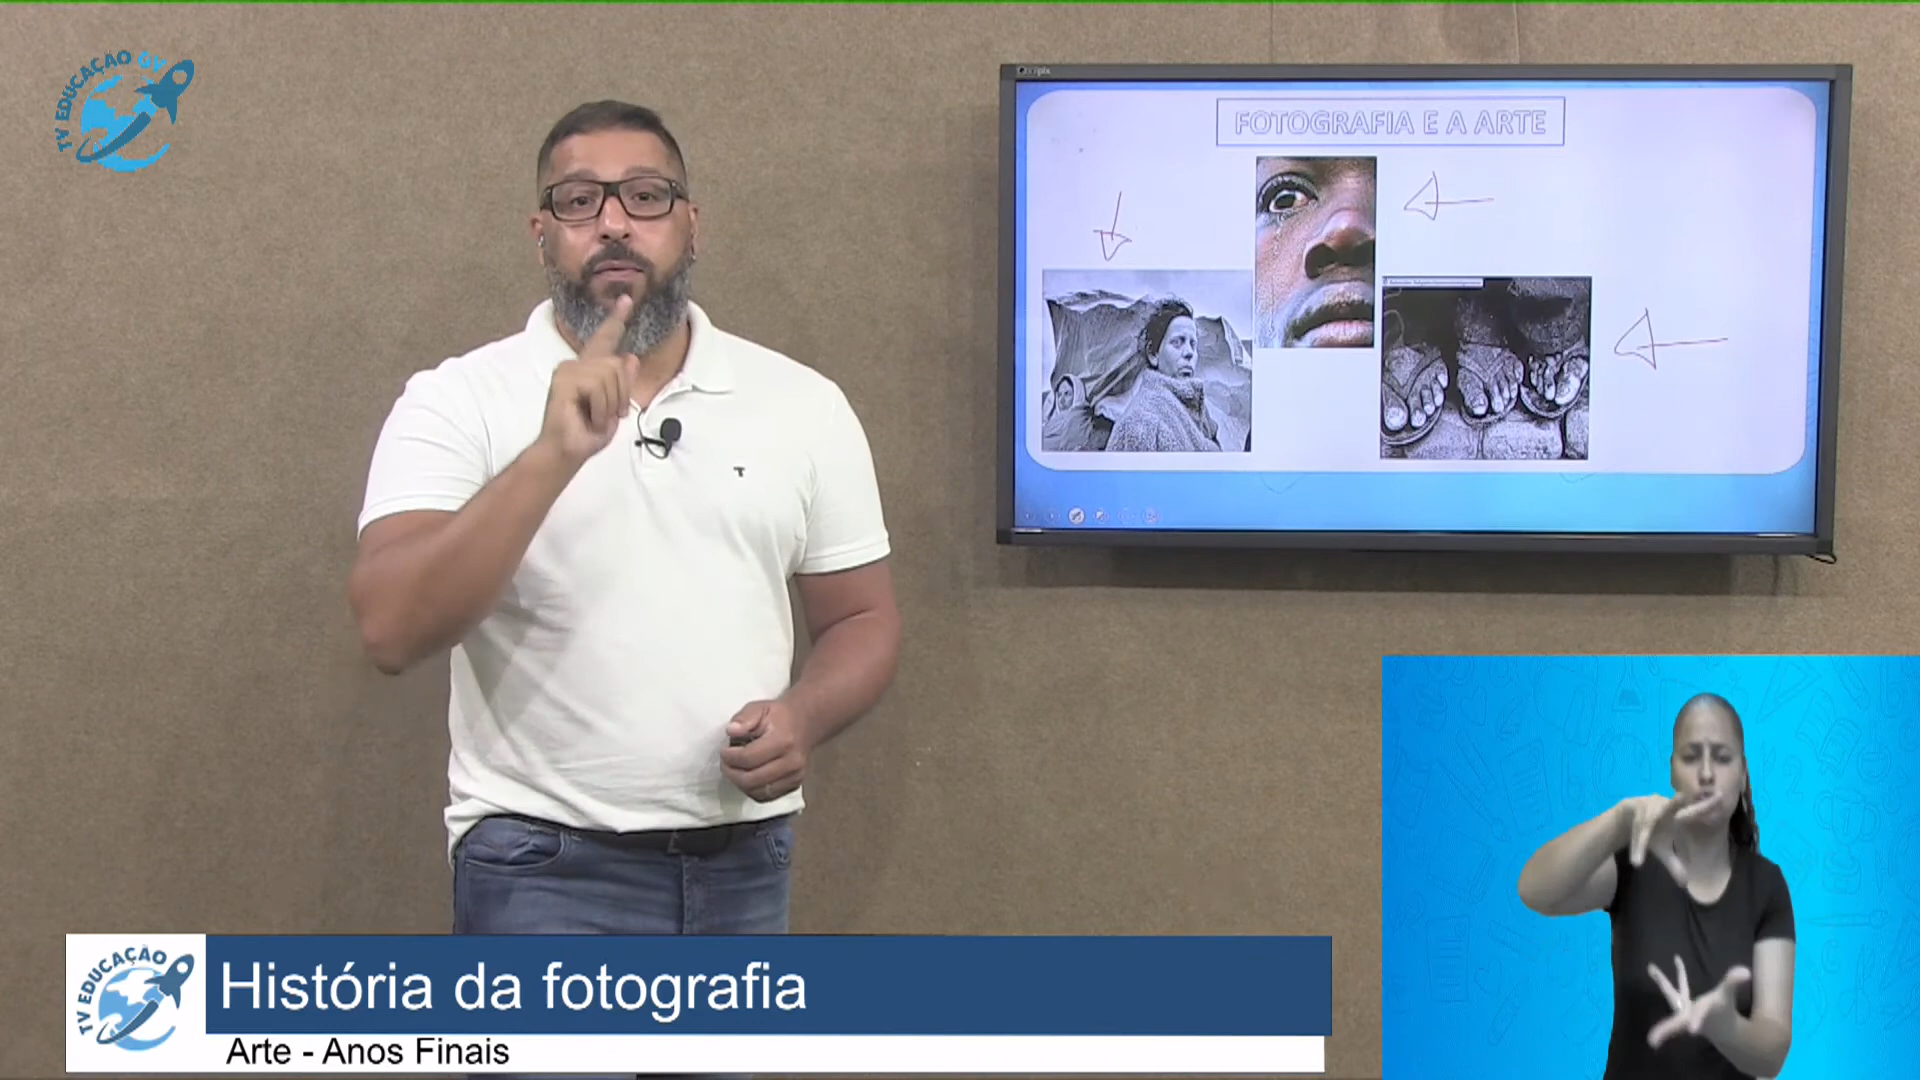 TV EDUCAÇÃO GV
FOTOGRAFIA E A ARTE
TV EDUCAÇÃO
História da fotografia
Arte - Anos Finais